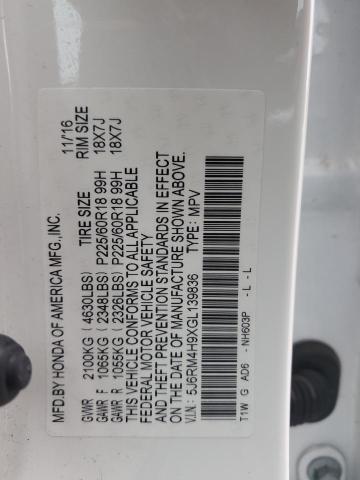 MFD.BY HONDA OF AMERICA MFG.,INC. 11/16
TIRE SIZE RIM SIZE
GVWR 2100KG ( 4630LBS)
GAWR F 1065KG ( 2348LBS) P225/60R18 99H 18X7J
GAWR R 1055KG ( 2326LBS) P225/60R18 99H 18X7J
THIS VEHICLE CONFORMS TO ALL APPLICABLE
FEDERAL MOTOR VEHICLE SAFETY
AND THEFT PREVENTION STANDARDS IN EFFECT
ON THE DATE OF MANUFACTURE SHOWN ABOVE.
V.I.N.: 5J6RM4H9XGL139836 TYPE: MPV
T1W G AD6 - NH603P - L - L